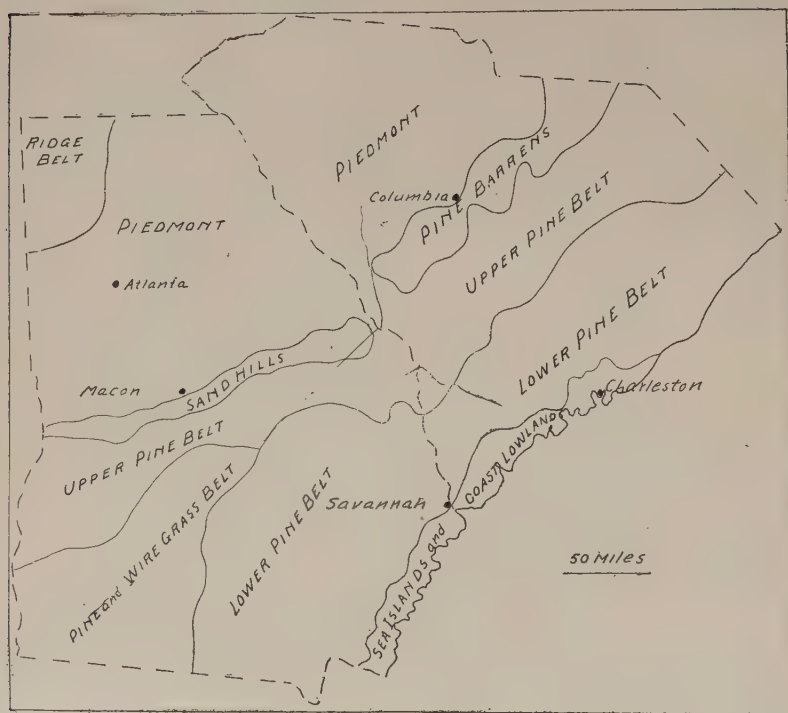 RIDGE
BELT
PIEDMONT
PIEDMONT
Columbia
PINE BARRENS
UPPER PINE BELT
Atlanta
LOWER PINE BELT
Macon
SAND HILLS
Charleston
UPPER PINE BELT
PINE and WIRE GRASS BELT
LOWER PINE BELT
Savannah
SEA ISLANDS and COAST LOWLANDS
50 MILES